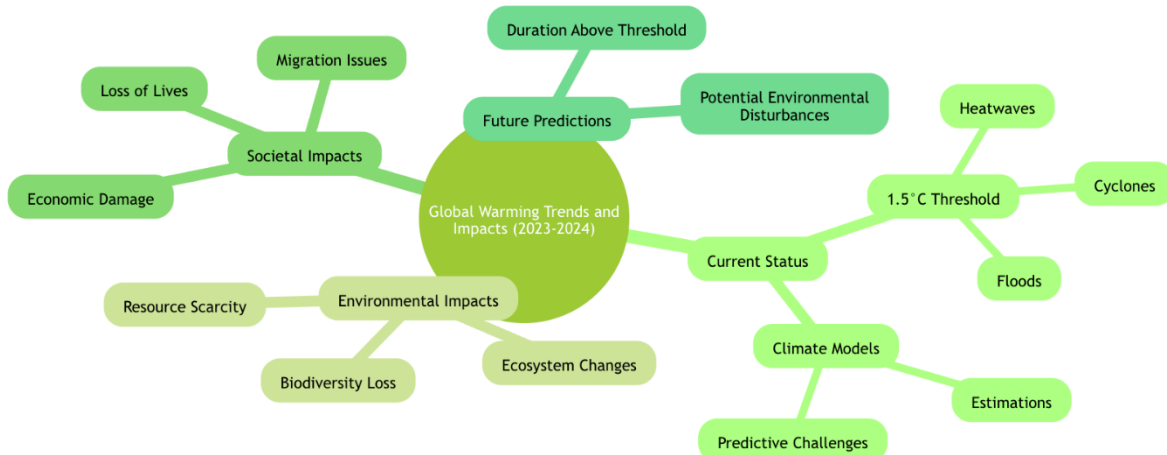 Global Warming Trends and
Impacts (2023-2024)
Future Predictions
Duration Above Threshold
Potential Environmental
Disturbances
Societal Impacts
Migration Issues
Loss of Lives
Economic Damage
Environmental Impacts
Resource Scarcity
Biodiversity Loss
Ecosystem Changes
Current Status
1.5°C Threshold
Heatwaves
Cyclones
Floods
Climate Models
Estimations
Predictive Challenges